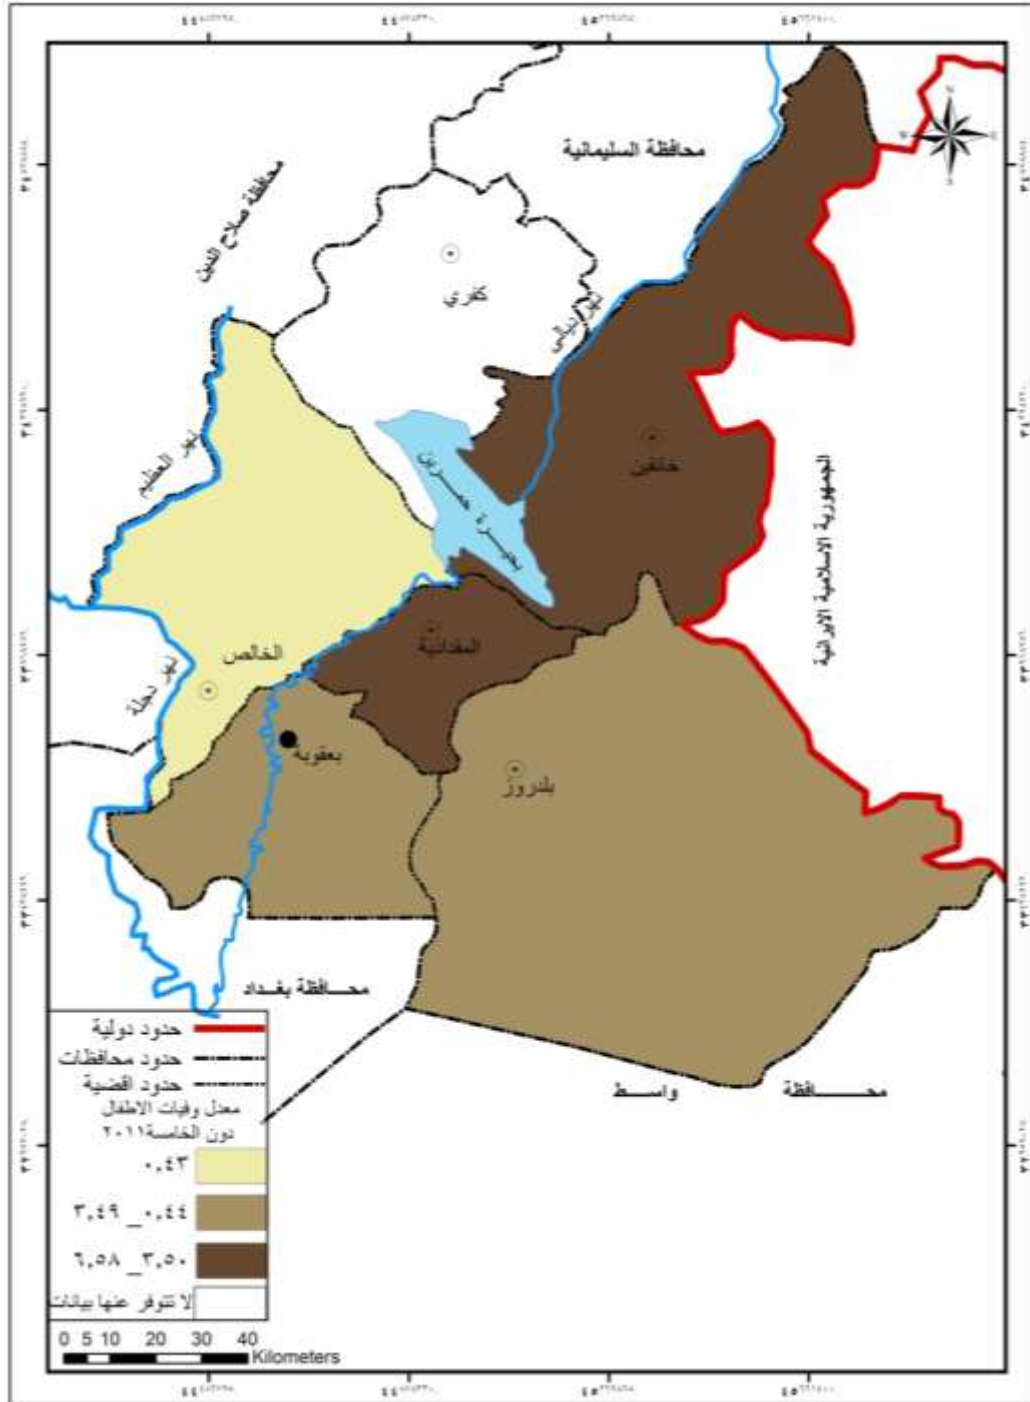 محافظة السليمانية
محافظة صلاح الدين
كفري
نهر ديالى
نهر العظيم
خانقين
بحيرة حمرين
الجمهورية الاسلامية الايرانية
المقدادية
الخالص
نهر دجلة
بعقوبة
بلدروز
محافظة بغداد
محافظة واسط
حدود دولية
حدود محافظات
حدود اقضية
معدل وفيات الاطفال
دون الخامسة ٢٠١١
٠,٤٣
٠,٤٤_ ٣,٤٩
٣,٥٠_ ٦,٥٨
لا تتوفر عنها بيانات
0 5 10 20 30 40
Kilometers